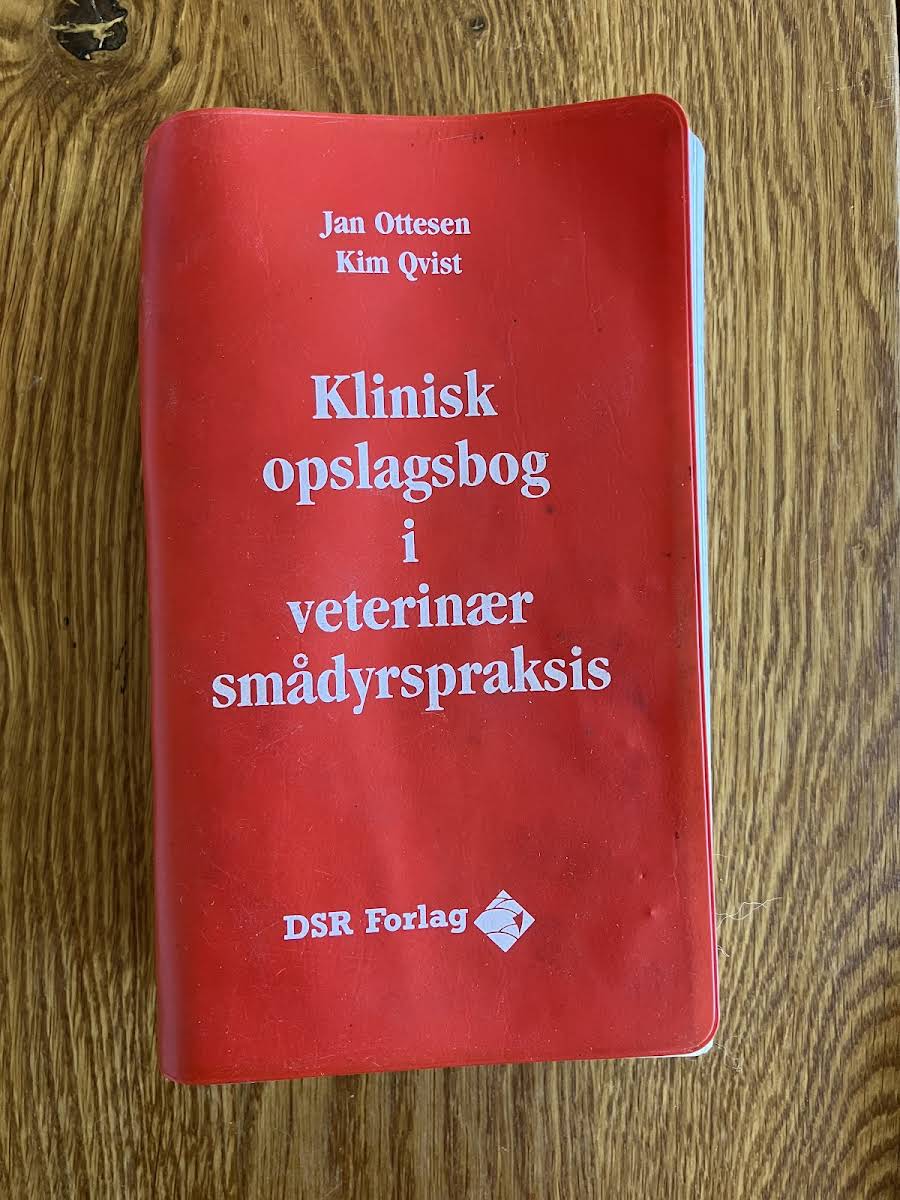 Jan Ottesen
Kim Qvist
Klinisk
opslagsbog
i
veterinær
smådyrspraksis
DSR Forlag